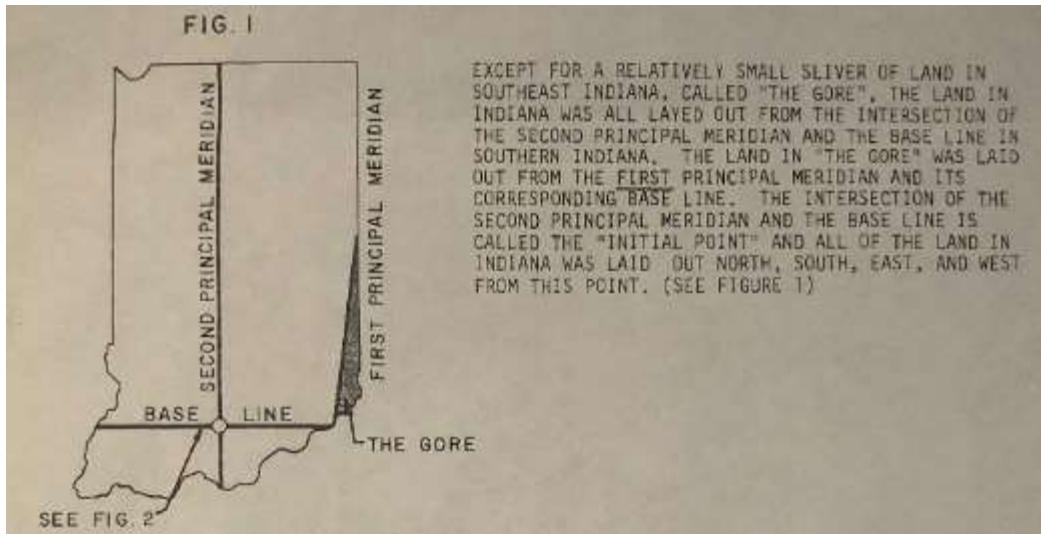 FIG. 1
SECOND PRINCIPAL MERIDIAN
FIRST PRINCIPAL MERIDIAN
BASE LINE
THE GORE
SEE FIG. 2
EXCEPT FOR A RELATIVELY SMALL SLIVER OF LAND IN
SOUTHEAST INDIANA, CALLED "THE GORE", THE LAND IN
INDIANA WAS ALL LAYED OUT FROM THE INTERSECTION OF
THE SECOND PRINCIPAL MERIDIAN AND THE BASE LINE IN
SOUTHERN INDIANA. THE LAND IN "THE GORE" WAS LAID
OUT FROM THE FIRST PRINCIPAL MERIDIAN AND ITS
CORRESPONDING BASE LINE. THE INTERSECTION OF THE
SECOND PRINCIPAL MERIDIAN AND THE BASE LINE IS
CALLED THE "INITIAL POINT" AND ALL OF THE LAND IN
INDIANA WAS LAID OUT NORTH, SOUTH, EAST, AND WEST
FROM THIS POINT. (SEE FIGURE 1)